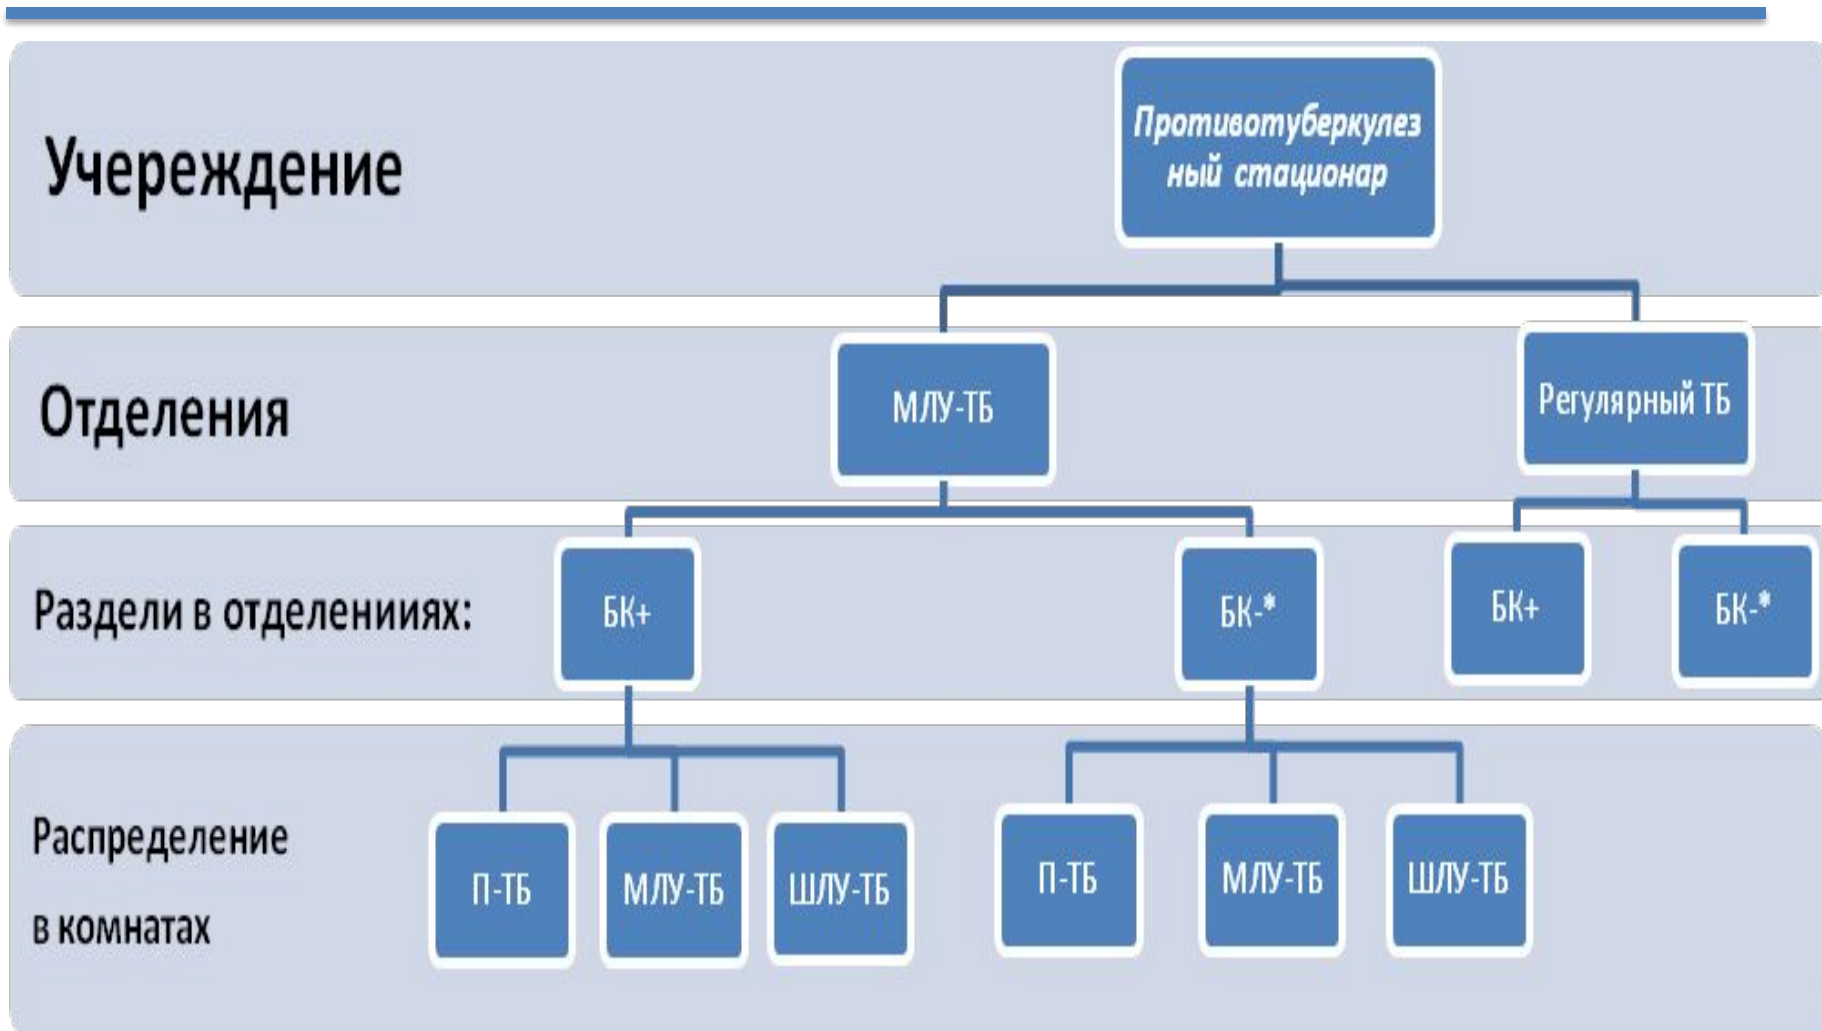 Учереждение
Противотуберкулез
ный стационар
Отделения
МЛУ-ТБ
Регулярный ТБ
Раздели в отделенииях:
БК+
БК-*
БК+
БК-*
Распределение
в комнатах
П-ТБ
МЛУ-ТБ
ШЛУ-ТБ
П-ТБ
МЛУ-ТБ
ШЛУ-ТБ